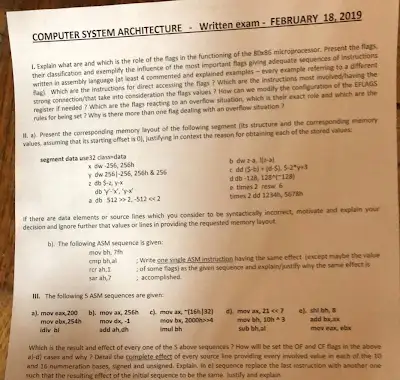 COMPUTER SYSTEM ARCHITECTURE - Written exam - FEBRUARY 18, 2019
I. Explain what are and which is the role of the flags in the functioning of the 80x86 microprocessor. Present the flags,
their classification and exemplify the influence of the most important flags giving adequate sequences of instructions
written in assembly language (at least 4 commented and explained examples – every example referring to a different
flag). Which are the instructions for direct accessing the flags ? Which are the instructions most involved/having the
strong connection/that take into consideration the flags values ? How can we modify the configuration of the EFLAGS
register if needed ? Which are the flags reacting to an overflow situation, which is their exact role and which are the
rules for being set ? Why is there more than one flag dealing with an overflow situation ?
II. a). Present the corresponding memory layout of the following segment (its structure and the corresponding memory
values, assuming that its starting offset is 0), justifying in context the reason for obtaining each of the stored values:
segment data use32 class=data
x dw -256, 256h
y dw 256|-256, 256h & 256
z db $-z, y-x
db 'y'-'x', 'y-x'
a db 512 >> 2, -512 << 2
b dw z-a, !(z-a)
c dd ($-b) + (d-$), $-2*y+3
d db -128, 128^(~128)
e times 2 resw 6
times 2 dd 1234h, 5678h
If there are data elements or source lines which you consider to be syntactically incorrect, motivate and explain your
decision and ignore further that values or lines in providing the requested memory layout.
b). The following ASM sequence is given:
mov bh, 7fh
cmp bh,al ; Write one single ASM instruction having the same effect (except maybe the value
rcr ah,1 ; of some flags) as the given sequence and explain/justify why the same effect is
sar ah,7 ; accomplished.
III. The following 5 ASM sequences are given:
a). mov eax,200 b). mov ax, 256h c). mov ax, ~(16h|32) d). mov ax, 21 << 7 e). shl bh, 8
mov ebx,254h mov dx, -1 mov bx, 2000h>>4 mov bh, 10h ^ 3 add bx,ax
idiv bl add ah,dh imul bh sub bh,al mov eax, ebx
Which is the result and effect of every one of the 5 above sequences ? How will be set the OF and CF flags in the above
a)-d) cases and why ? Detail the complete effect of every source line providing every involved value in each of the 10
and 16 numeration bases, signed and unsigned. Explain. In e) sequence replace the last instruction with another one
such that the resulting effect of the initial sequence to be the same. Justify and explain.